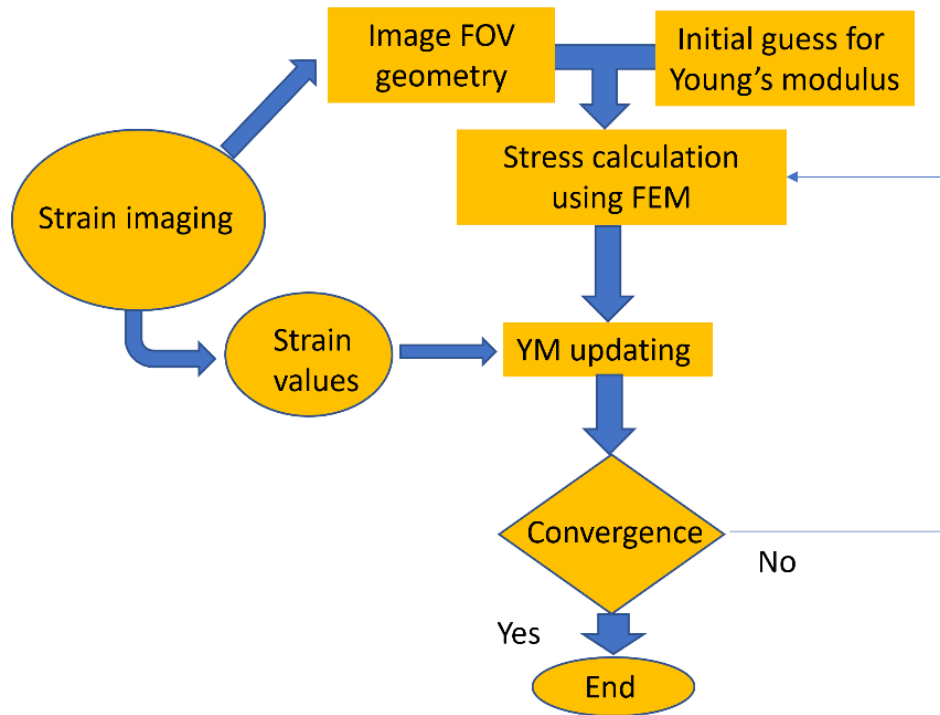 Image FOV
geometry
Initial guess for
Young's modulus
Stress calculation
using FEM
Strain imaging
Strain
values
YM updating
Convergence
No
Yes
End